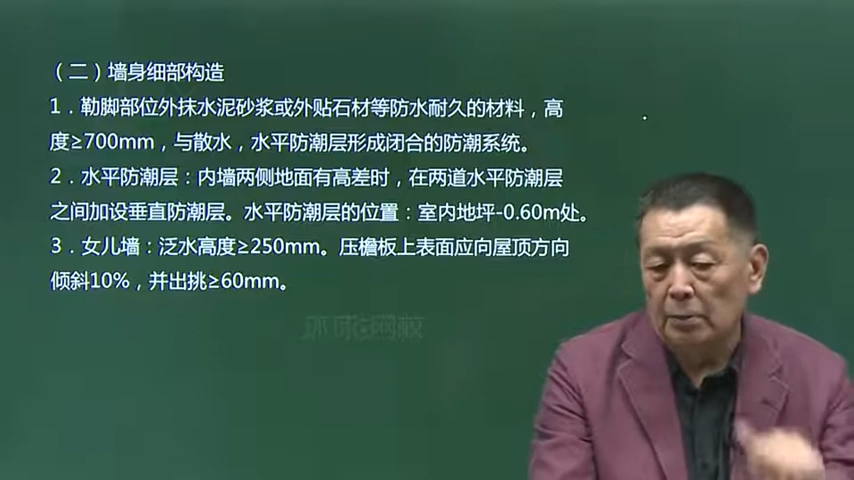 （二）墙身细部构造
1．勒脚部位外抹水泥砂浆或外贴石材等防水耐久的材料，高
度≥700mm，与散水，水平防潮层形成闭合的防潮系统。
2．水平防潮层：内墙两侧地面有高差时，在两道水平防潮层
之间加设垂直防潮层。水平防潮层的位置：室内地坪-0.60m处。
3．女儿墙：泛水高度≥250mm。压檐板上表面应向屋顶方向
倾斜10%，并出挑≥60mm。